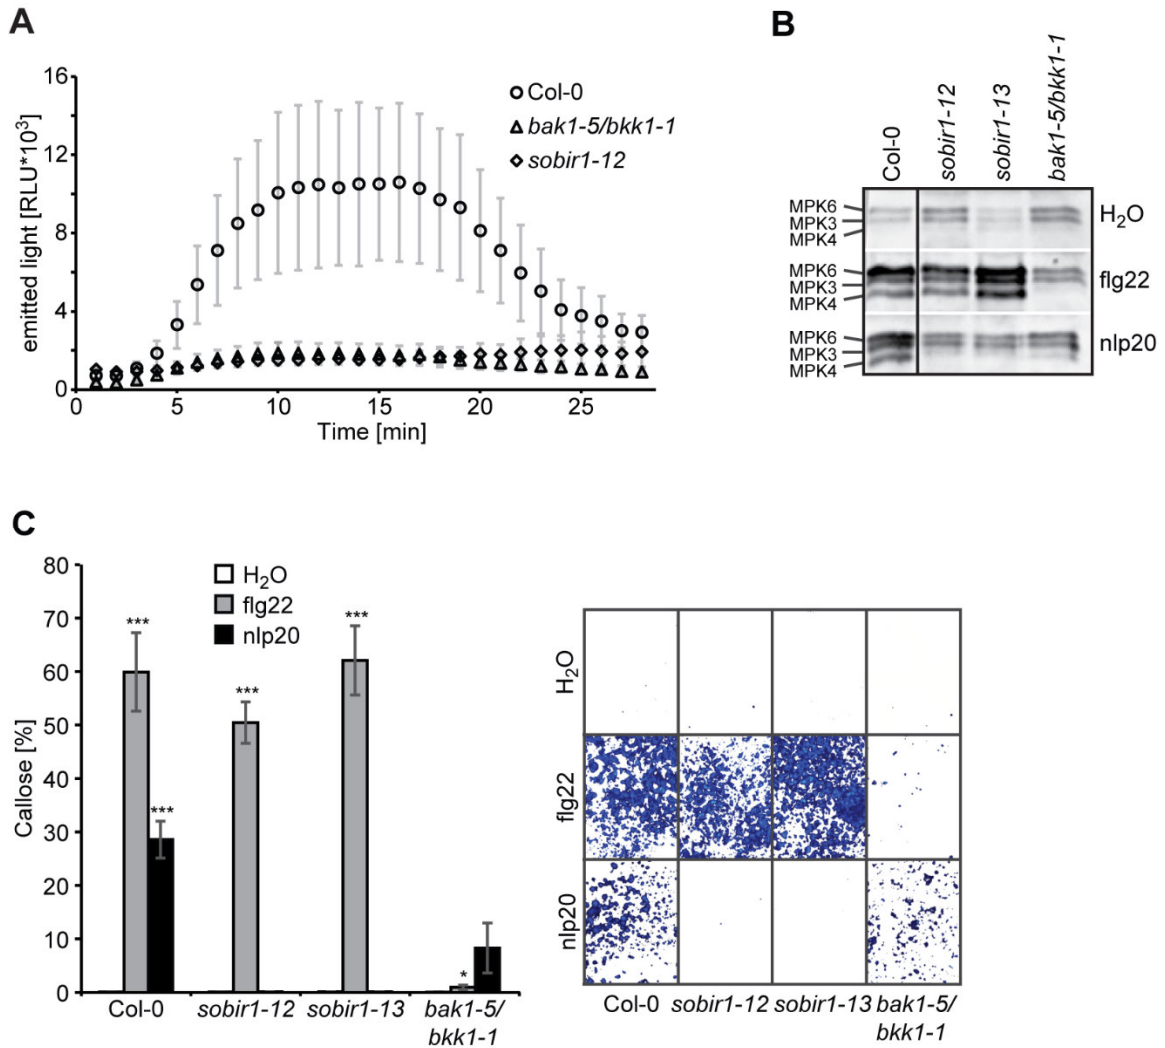 A
emitted light [RLU*10³]
16
12
8
4
0
0 5 10 15 20 25
Time [min]
Col-0
bak1-5/bkk1-1
sobir1-12
B
Col-0
sobir1-12
sobir1-13
bak1-5/bkk1-1
MPK6
MPK3
MPK4
H₂O
MPK6
MPK3
MPK4
flg22
MPK6
MPK3
MPK4
nlp20
C
Callose [%]
80
70
60
50
40
30
20
10
0
H₂O
flg22
nlp20
***
***
***
***
*
Col-0 sobir1-12 sobir1-13 bak1-5/
bkk1-1
H₂O
flg22
nlp20
Col-0 sobir1-12 sobir1-13 bak1-5/
bkk1-1